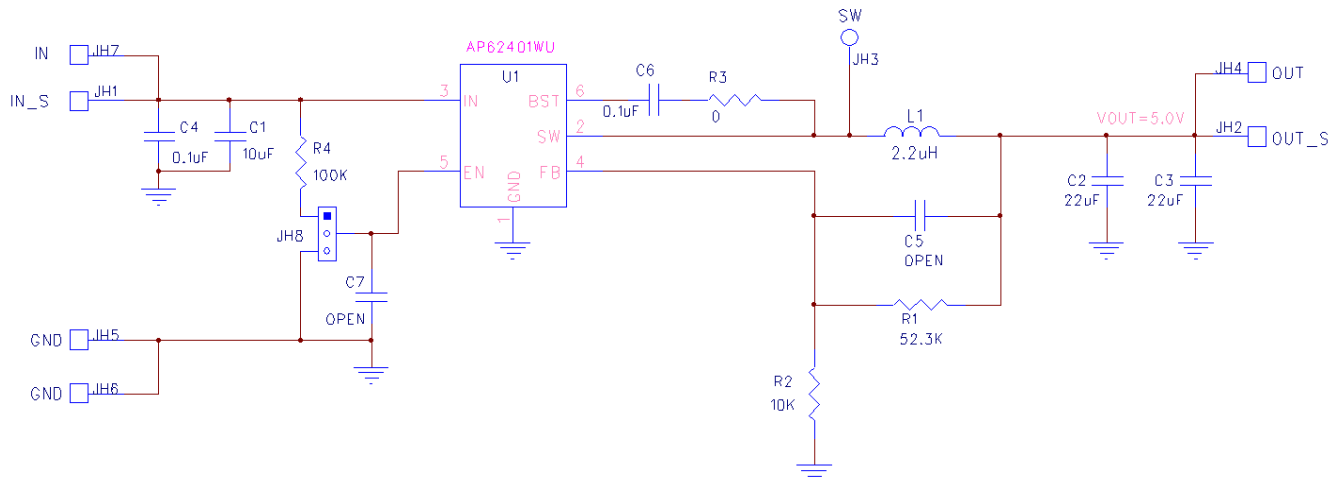 SW
AP62401WU
IN
JH7
JH3
U1
C6
R3
JH4
OUT
IN_S
JH1
3
IN
BST
6
0.1uF
0
L1
VOUT=5.0V
C4
C1
SW
2
JH2
OUT_S
0.1uF
10uF
R4
2.2uH
100K
5
EN
FB
4
C2
C3
GND
22uF
22uF
1
JH8
C5
OPEN
C7
OPEN
R1
GND
JH5
52.3K
R2
GND
JH6
10K